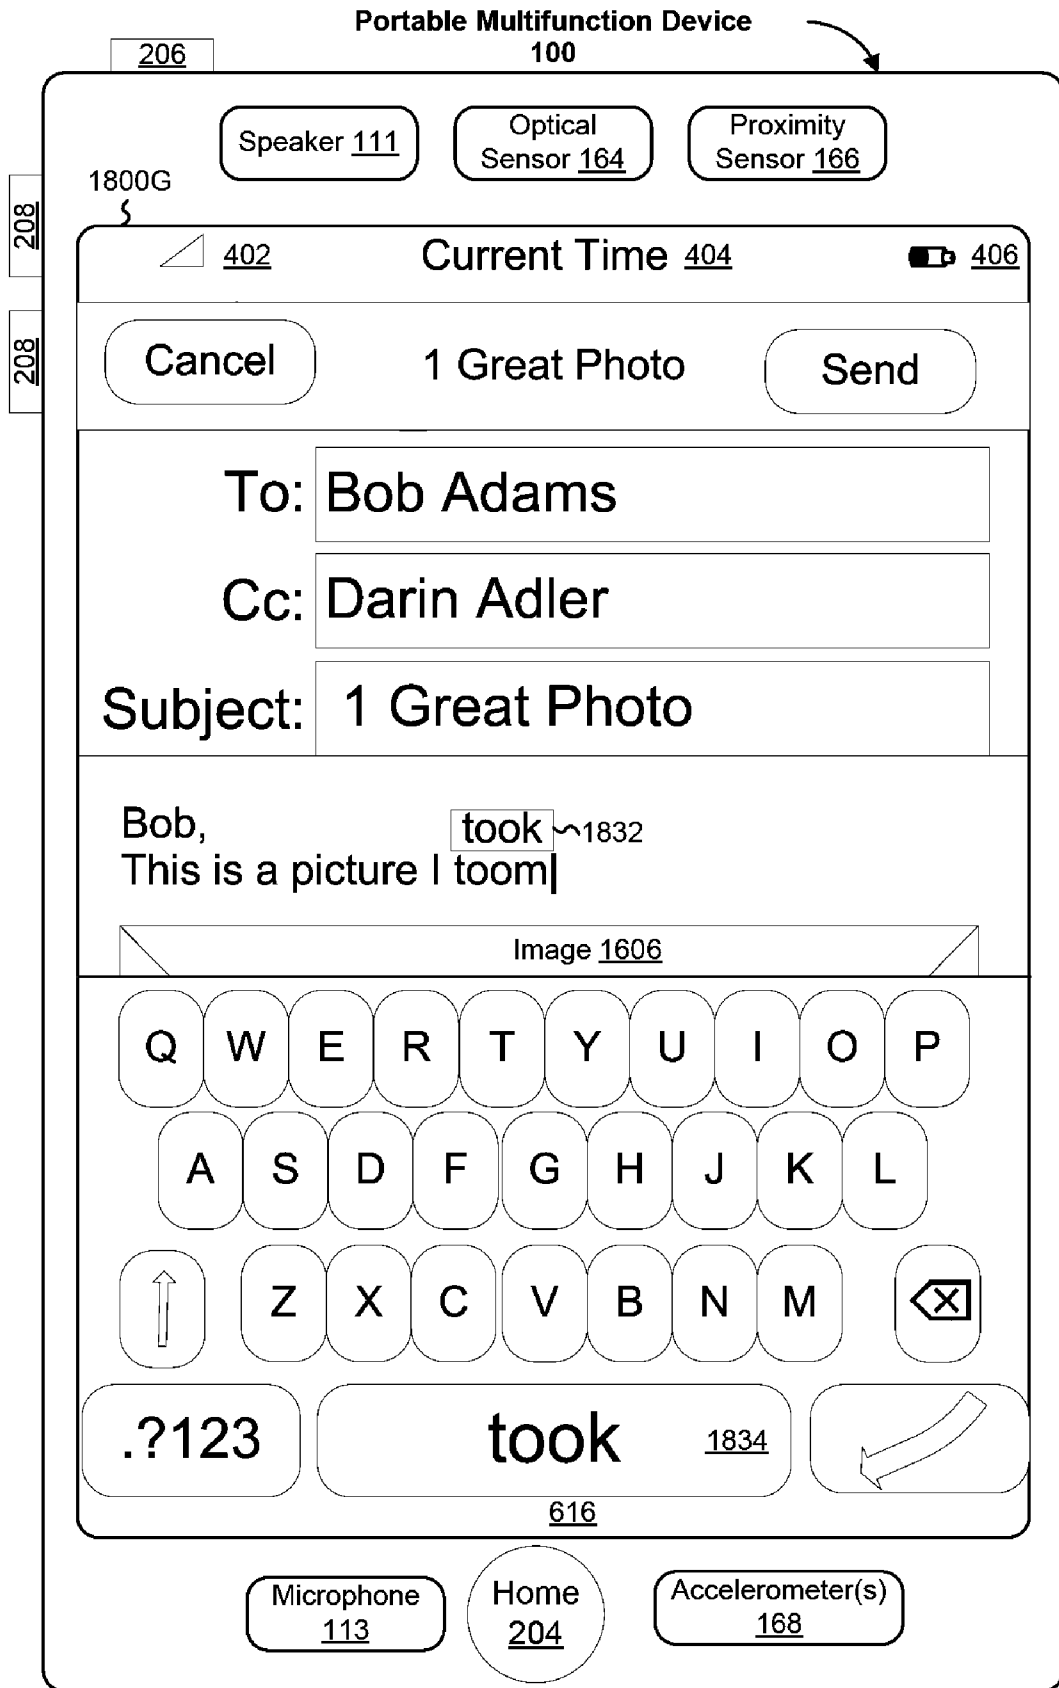 Portable Multifunction Device
100
206
Speaker 111
Optical
Sensor 164
Proximity
Sensor 166
1800G
208
208
402
Current Time 404
406
Cancel
1 Great Photo
Send
To: Bob Adams
Cc: Darin Adler
Subject: 1 Great Photo
Bob,
took
1832
This is a picture I toom
Image 1606
Q W E R T Y U I O P
A S D F G H J K L
Z X C V B N M
.?123
took 1834
616
Microphone
113
Home
204
Accelerometer(s)
168